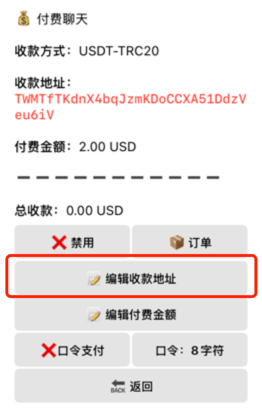 💰 付费聊天
收款方式：USDT-TRC20
收款地址：
TWMTfTKdnX4bqJzmKDoCCXA51DdzV
eu6iV
付费金额：2.00 USD
————————————
总收款：0.00 USD
❌ 禁用
📦 订单
📝 编辑收款地址
📝 编辑付费金额
❌口令支付
口令：8字符
🔙 返回